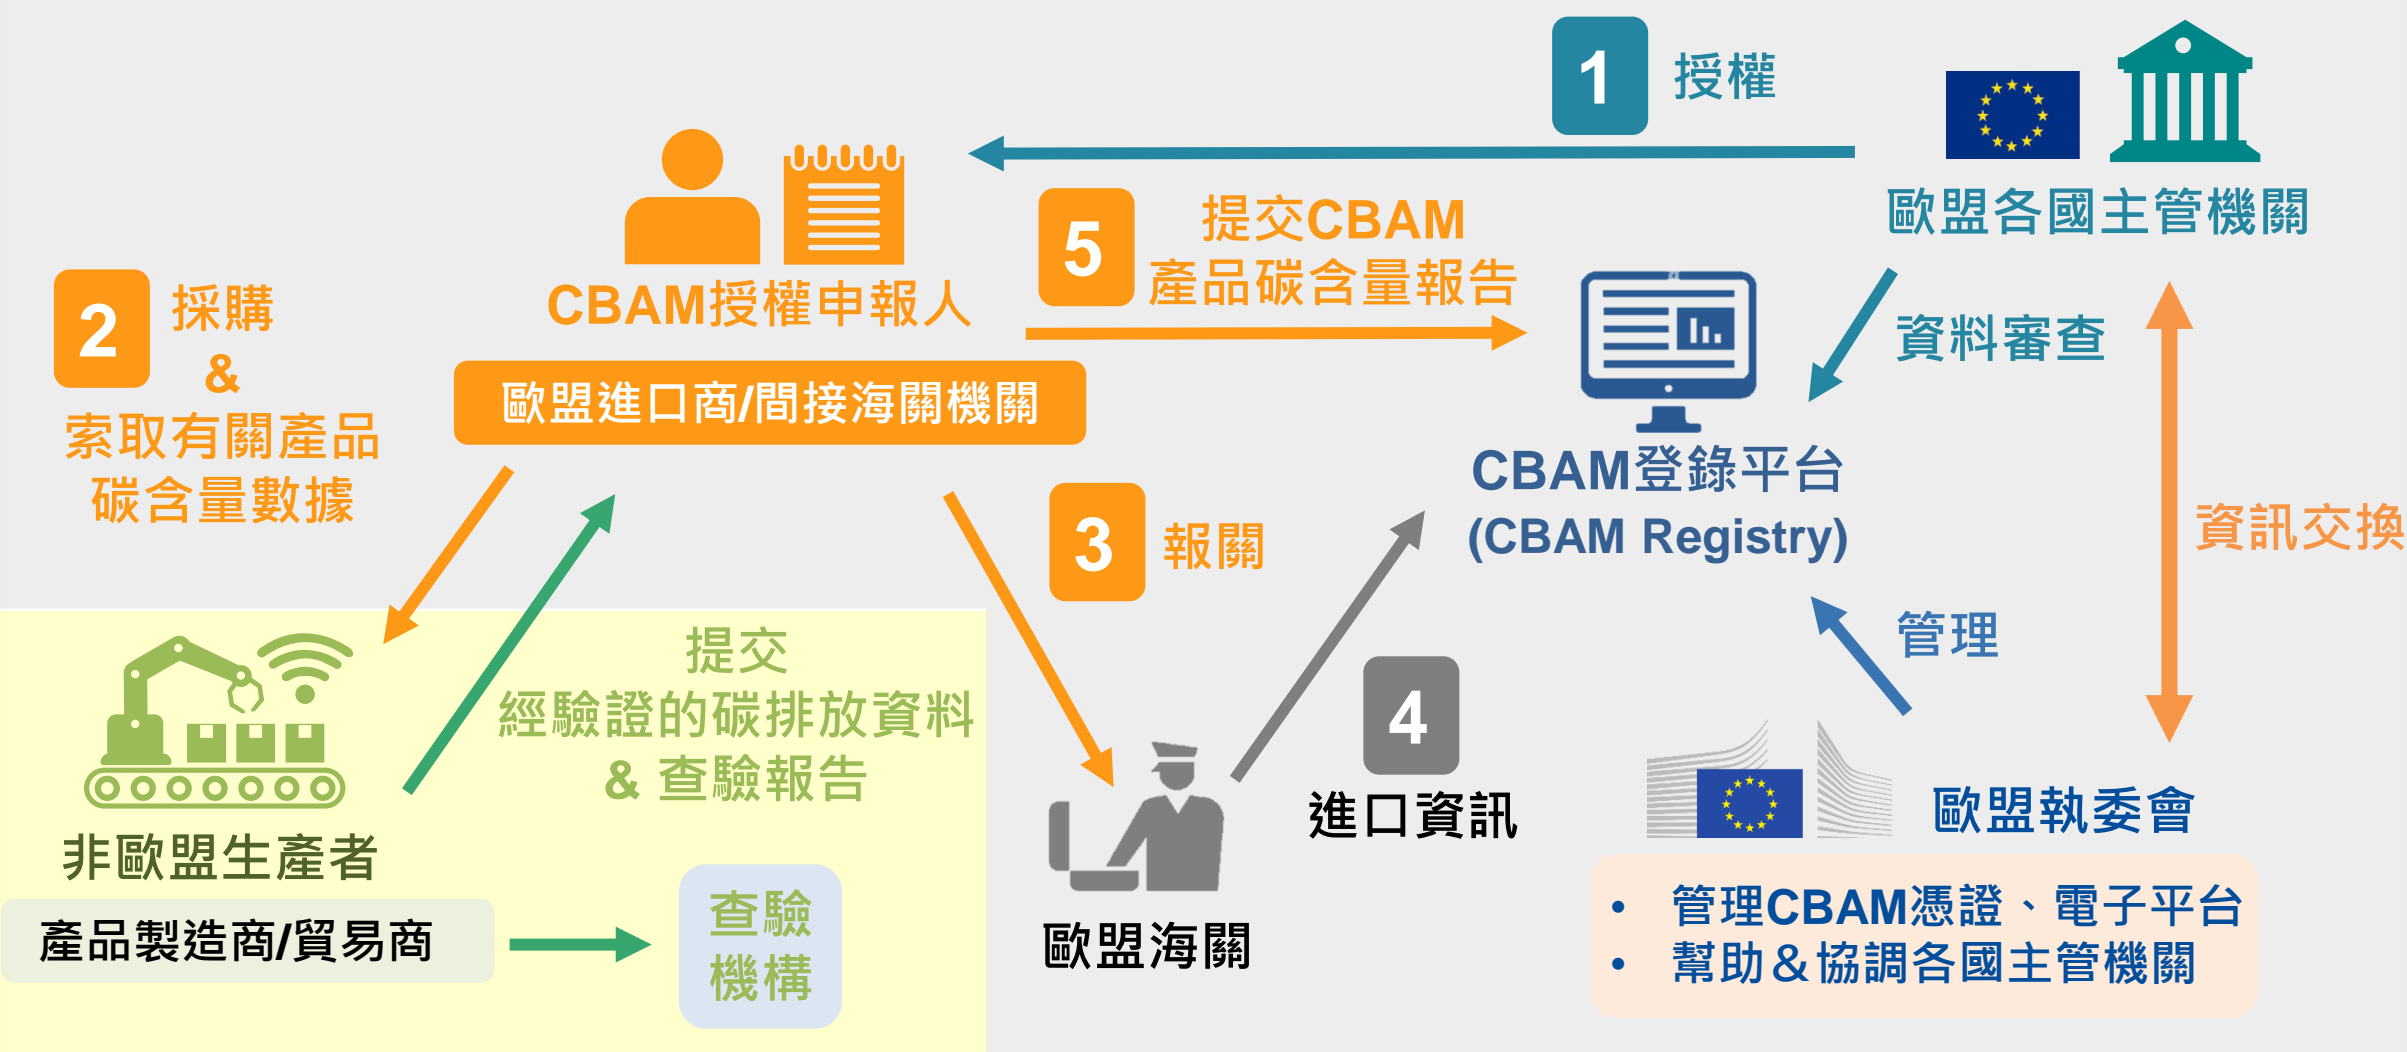 1 授權
歐盟各國主管機關
CBAM授權申報人
歐盟進口商/間接海關機關
5 提交CBAM
產品碳含量報告
2 採購
&
索取有關產品
碳含量數據
資料審查
CBAM登錄平台
(CBAM Registry)
資訊交換
3 報關
管理
提交
經驗證的碳排放資料
& 查驗報告
4
進口資訊
非歐盟生產者
產品製造商/貿易商
查驗
機構
歐盟海關
歐盟執委會
• 管理CBAM憑證、電子平台
• 幫助＆協調各國主管機關